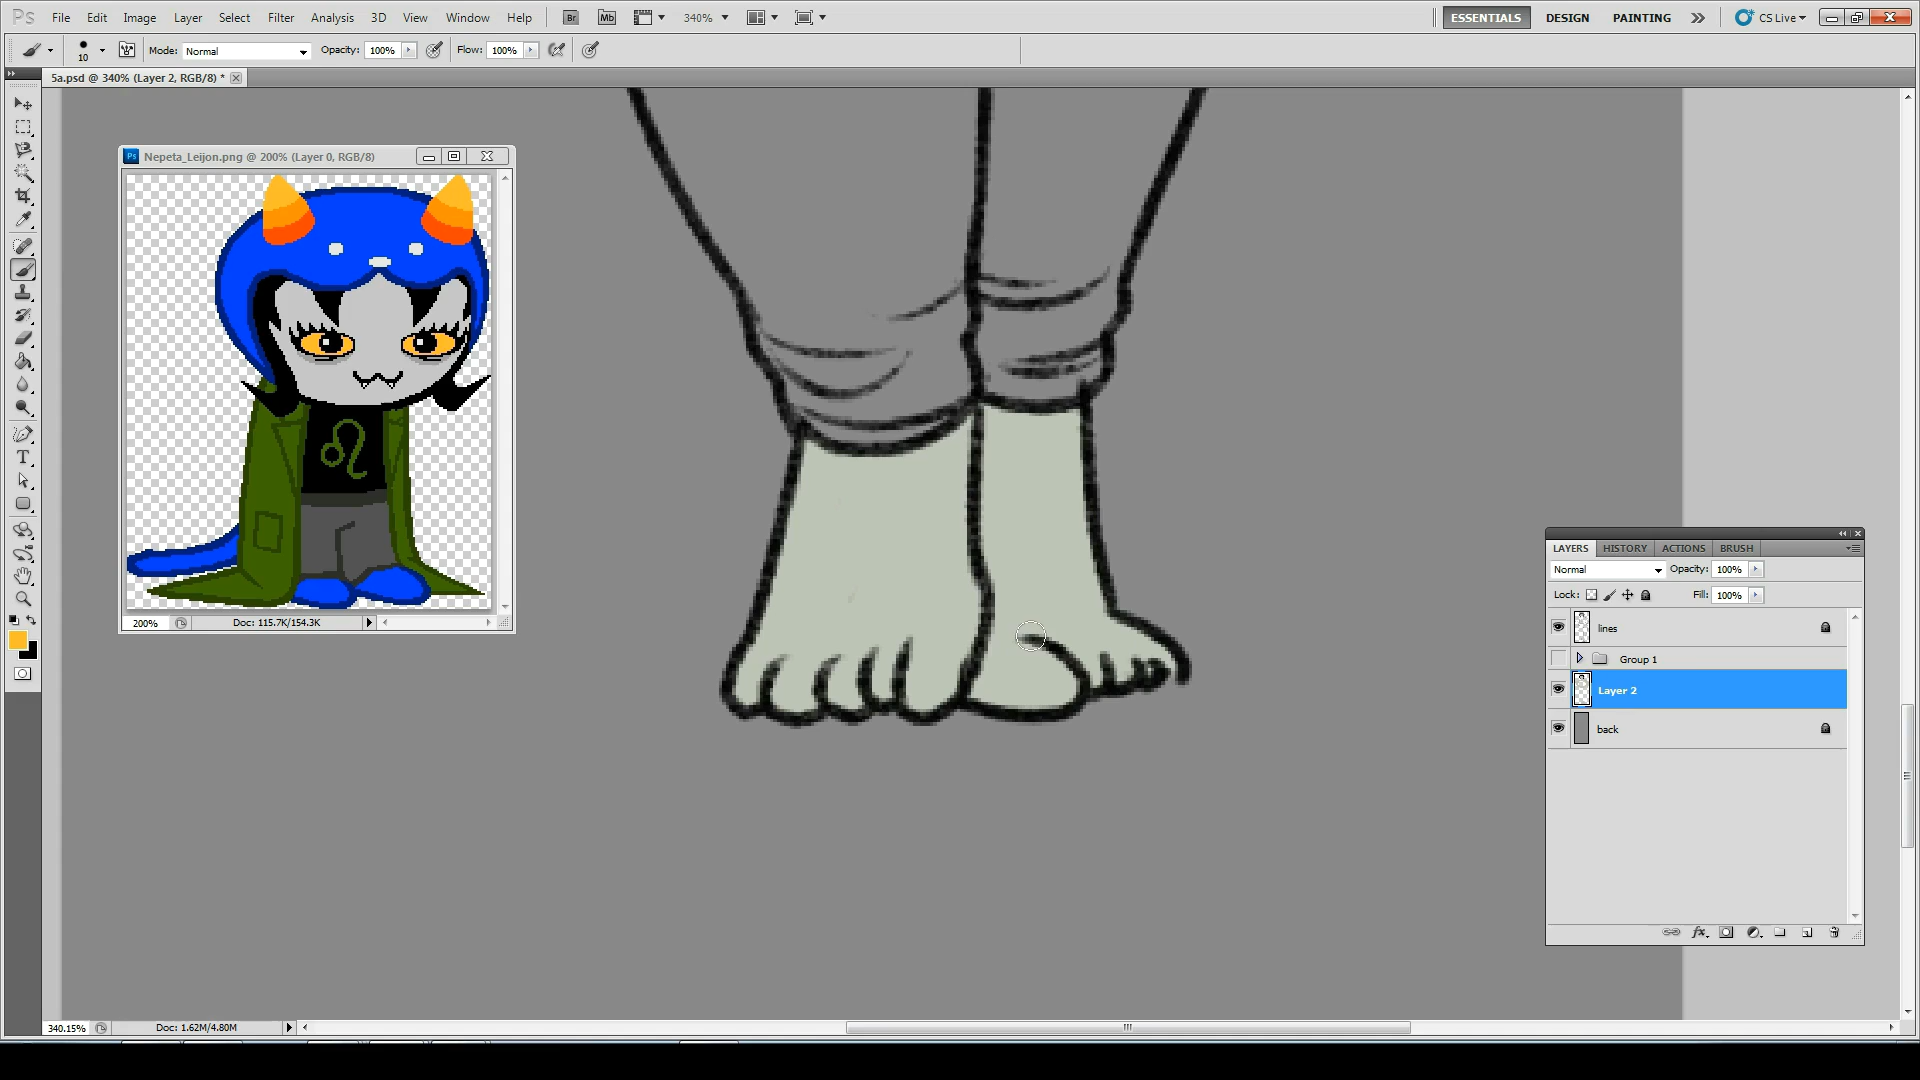 Ps File Edit Image Layer Select Filter Analysis 3D View Window Help Br Mb 340% ESSENTIALS DESIGN PAINTING CS Live
10 Mode: Normal Opacity: 100% Flow: 100%
5a.psd @ 340% (Layer 2, RGB/8) *
Ps Nepeta_Leijon.png @ 200% (Layer 0, RGB/8)
200% Doc: 115.7K/154.3K
LAYERS HISTORY ACTIONS BRUSH
Normal Opacity: 100%
Lock: Fill: 100%
lines
Group 1
Layer 2
back
fx
340.15% Doc: 1.62M/4.80M